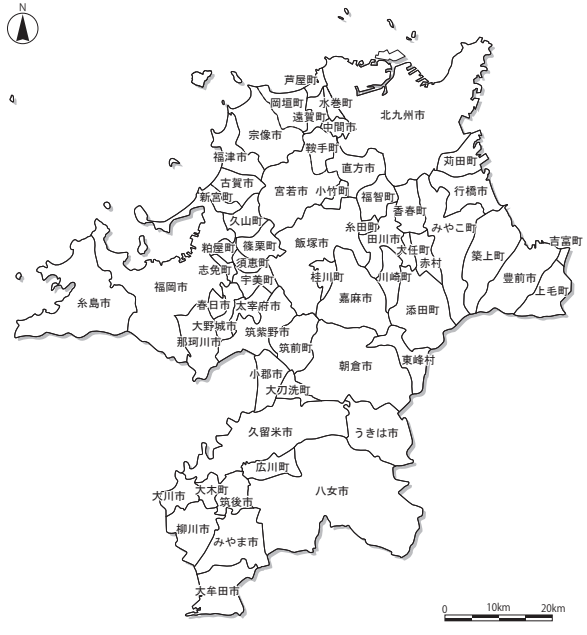 N
芦屋町
岡垣町
水巻町
遠賀町
北九州市
中間市
宗像市
鞍手町
福津市
直方市
苅田町
古賀市
宮若市
小竹町
福智町
行橋市
新宮町
香春町
久山町
糸田町
みやこ町
粕屋町
篠栗町
飯塚市
田川市
大任町
築上町
吉富町
志免町
須恵町
赤村
宇美町
桂川町
川崎町
豊前市
上毛町
糸島市
福岡市
春日市
太宰府市
嘉麻市
添田町
大野城市
筑紫野市
那珂川市
筑前町
朝倉市
東峰村
小郡市
大刀洗町
久留米市
うきは市
広川町
大川市
大木町
筑後市
八女市
柳川市
みやま市
大牟田市
0 10km 20km